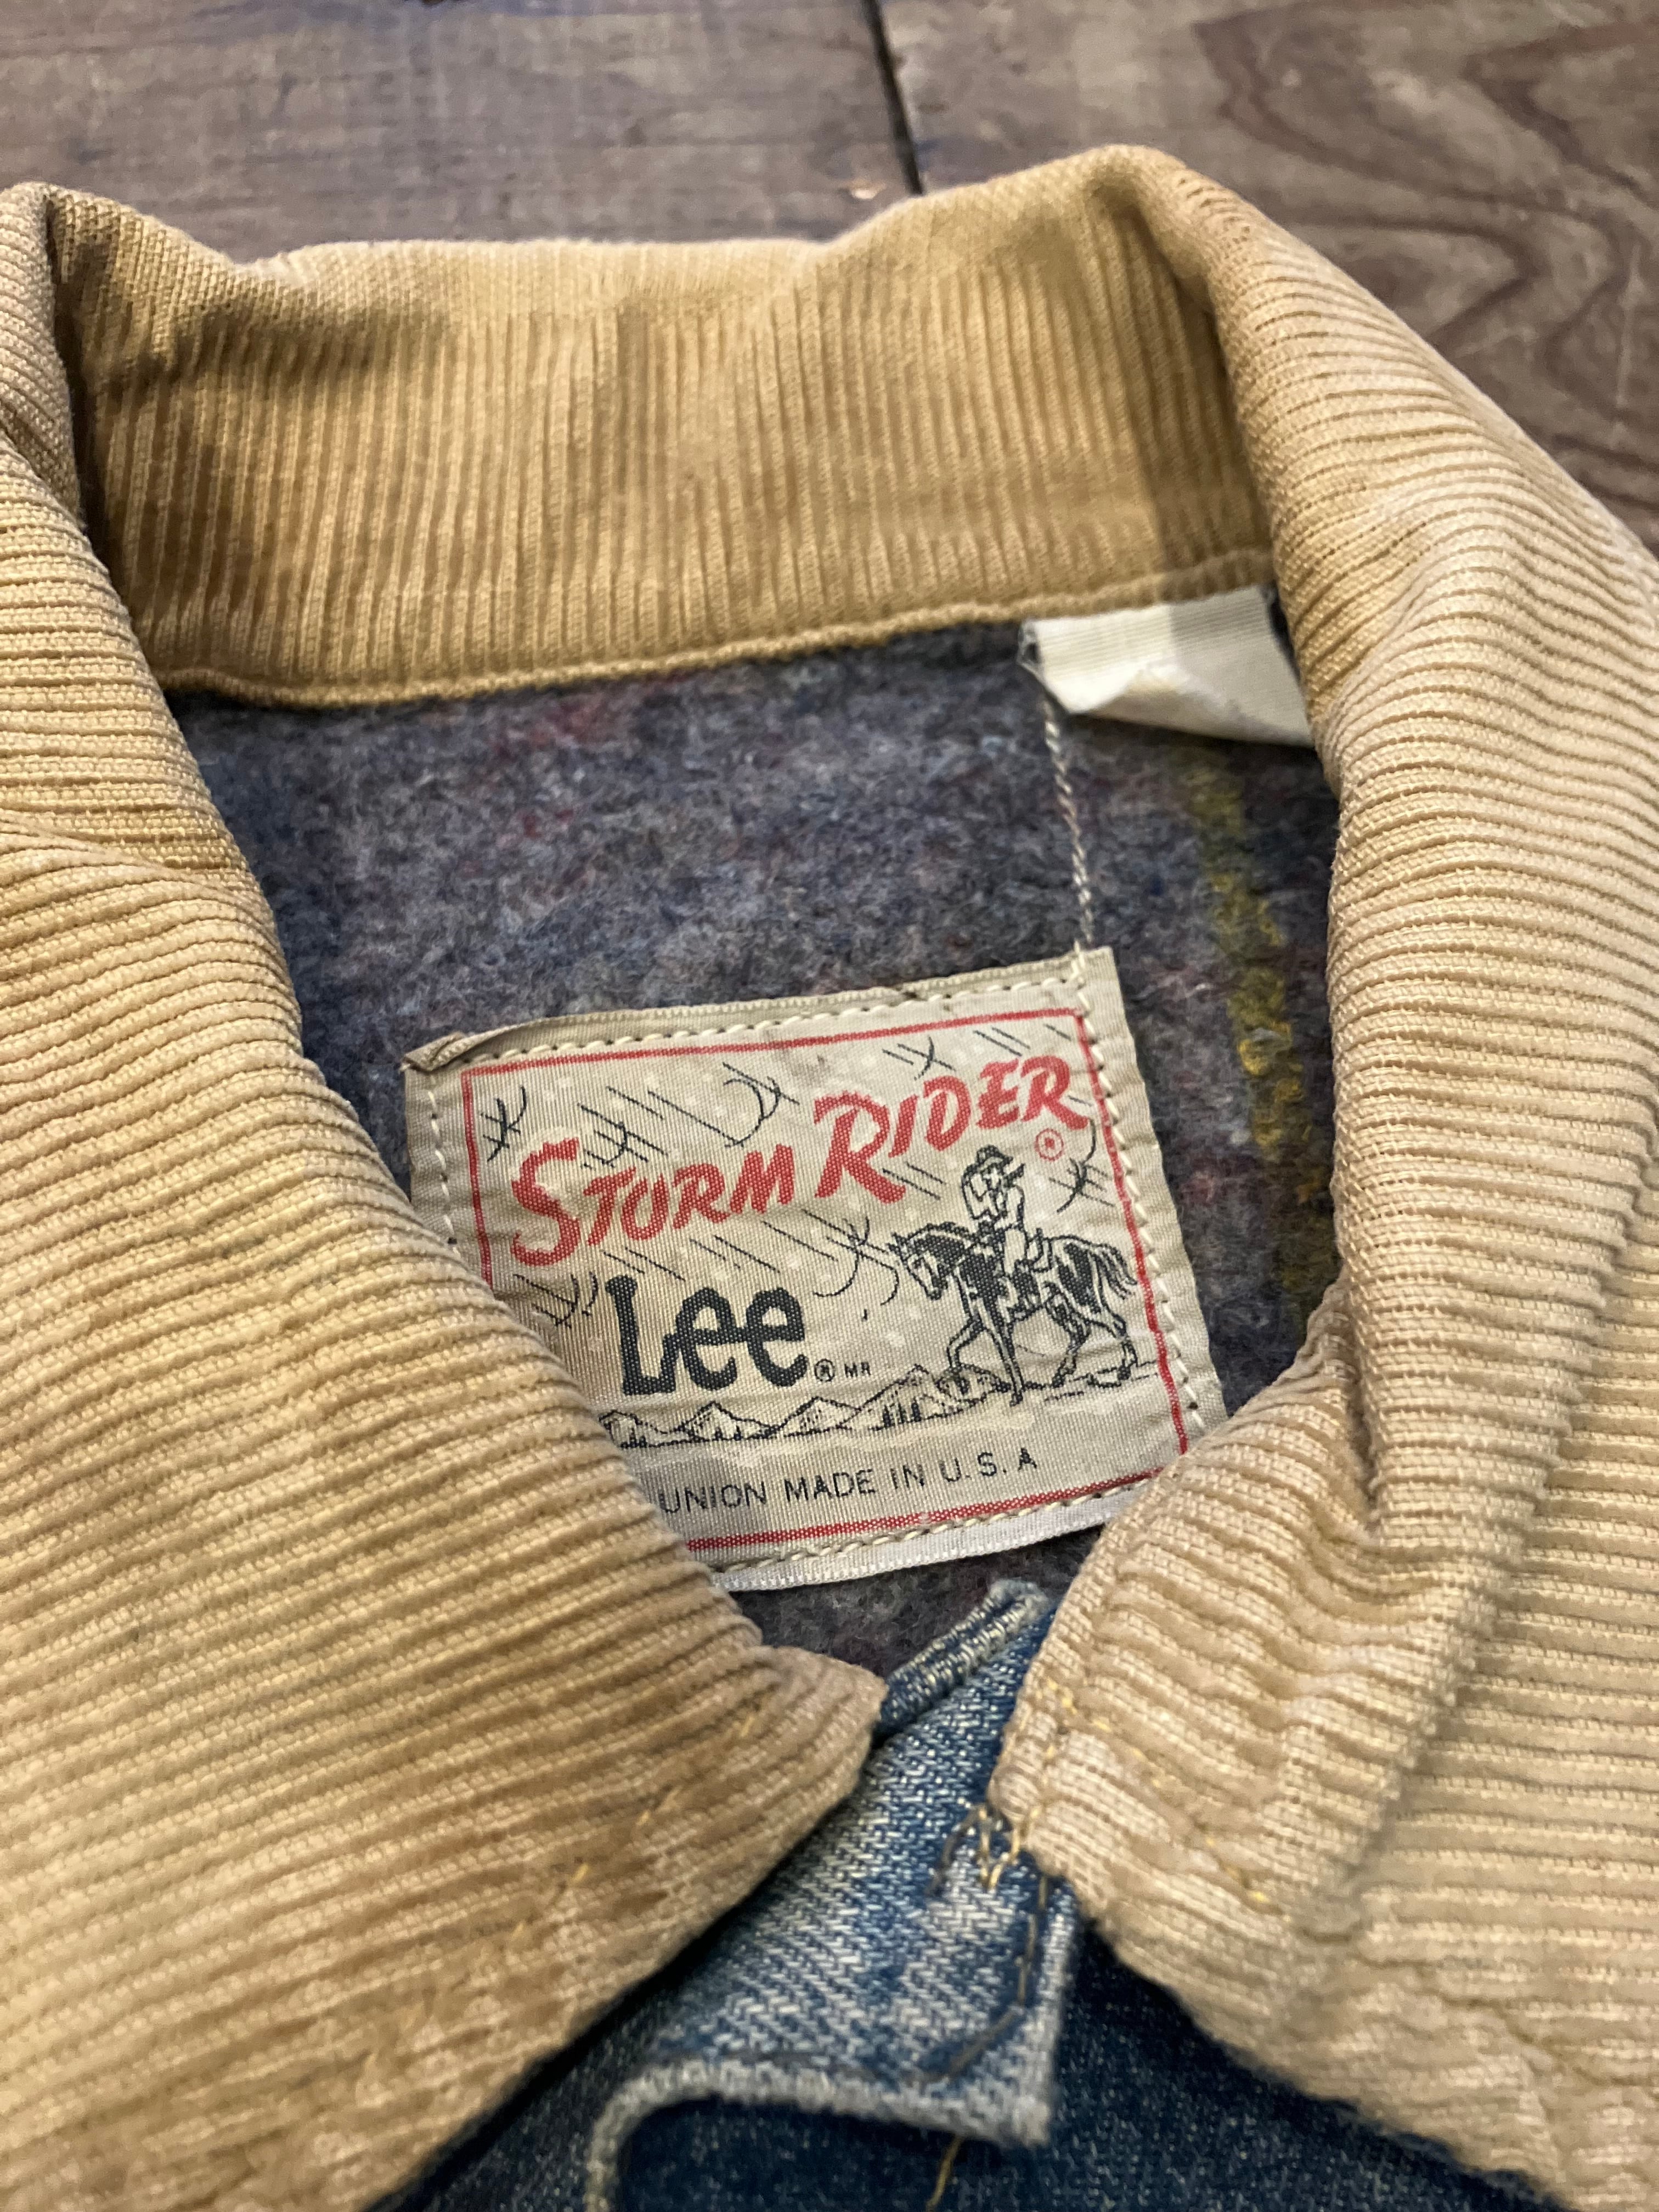 STORM RIDER ®
Lee ® MR
UNION MADE IN U.S.A